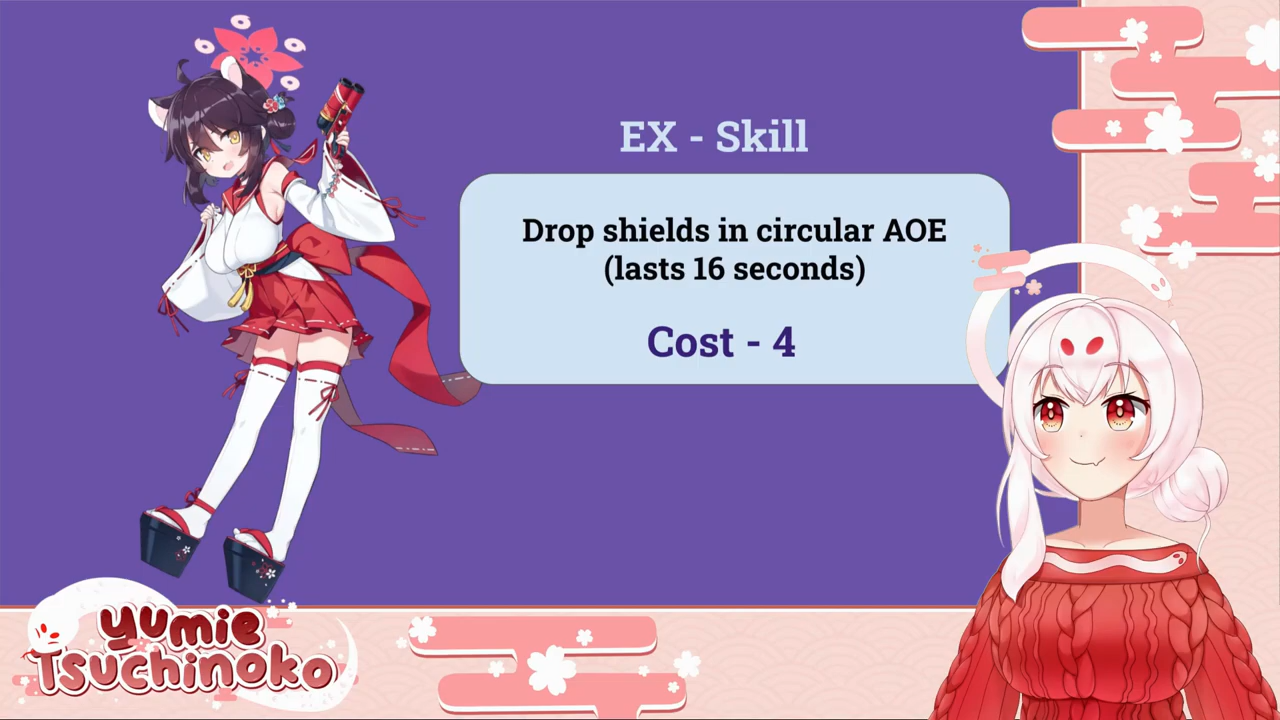 EX - Skill
Drop shields in circular AOE
(lasts 16 seconds)
Cost - 4
yumie
Tsuchinoko